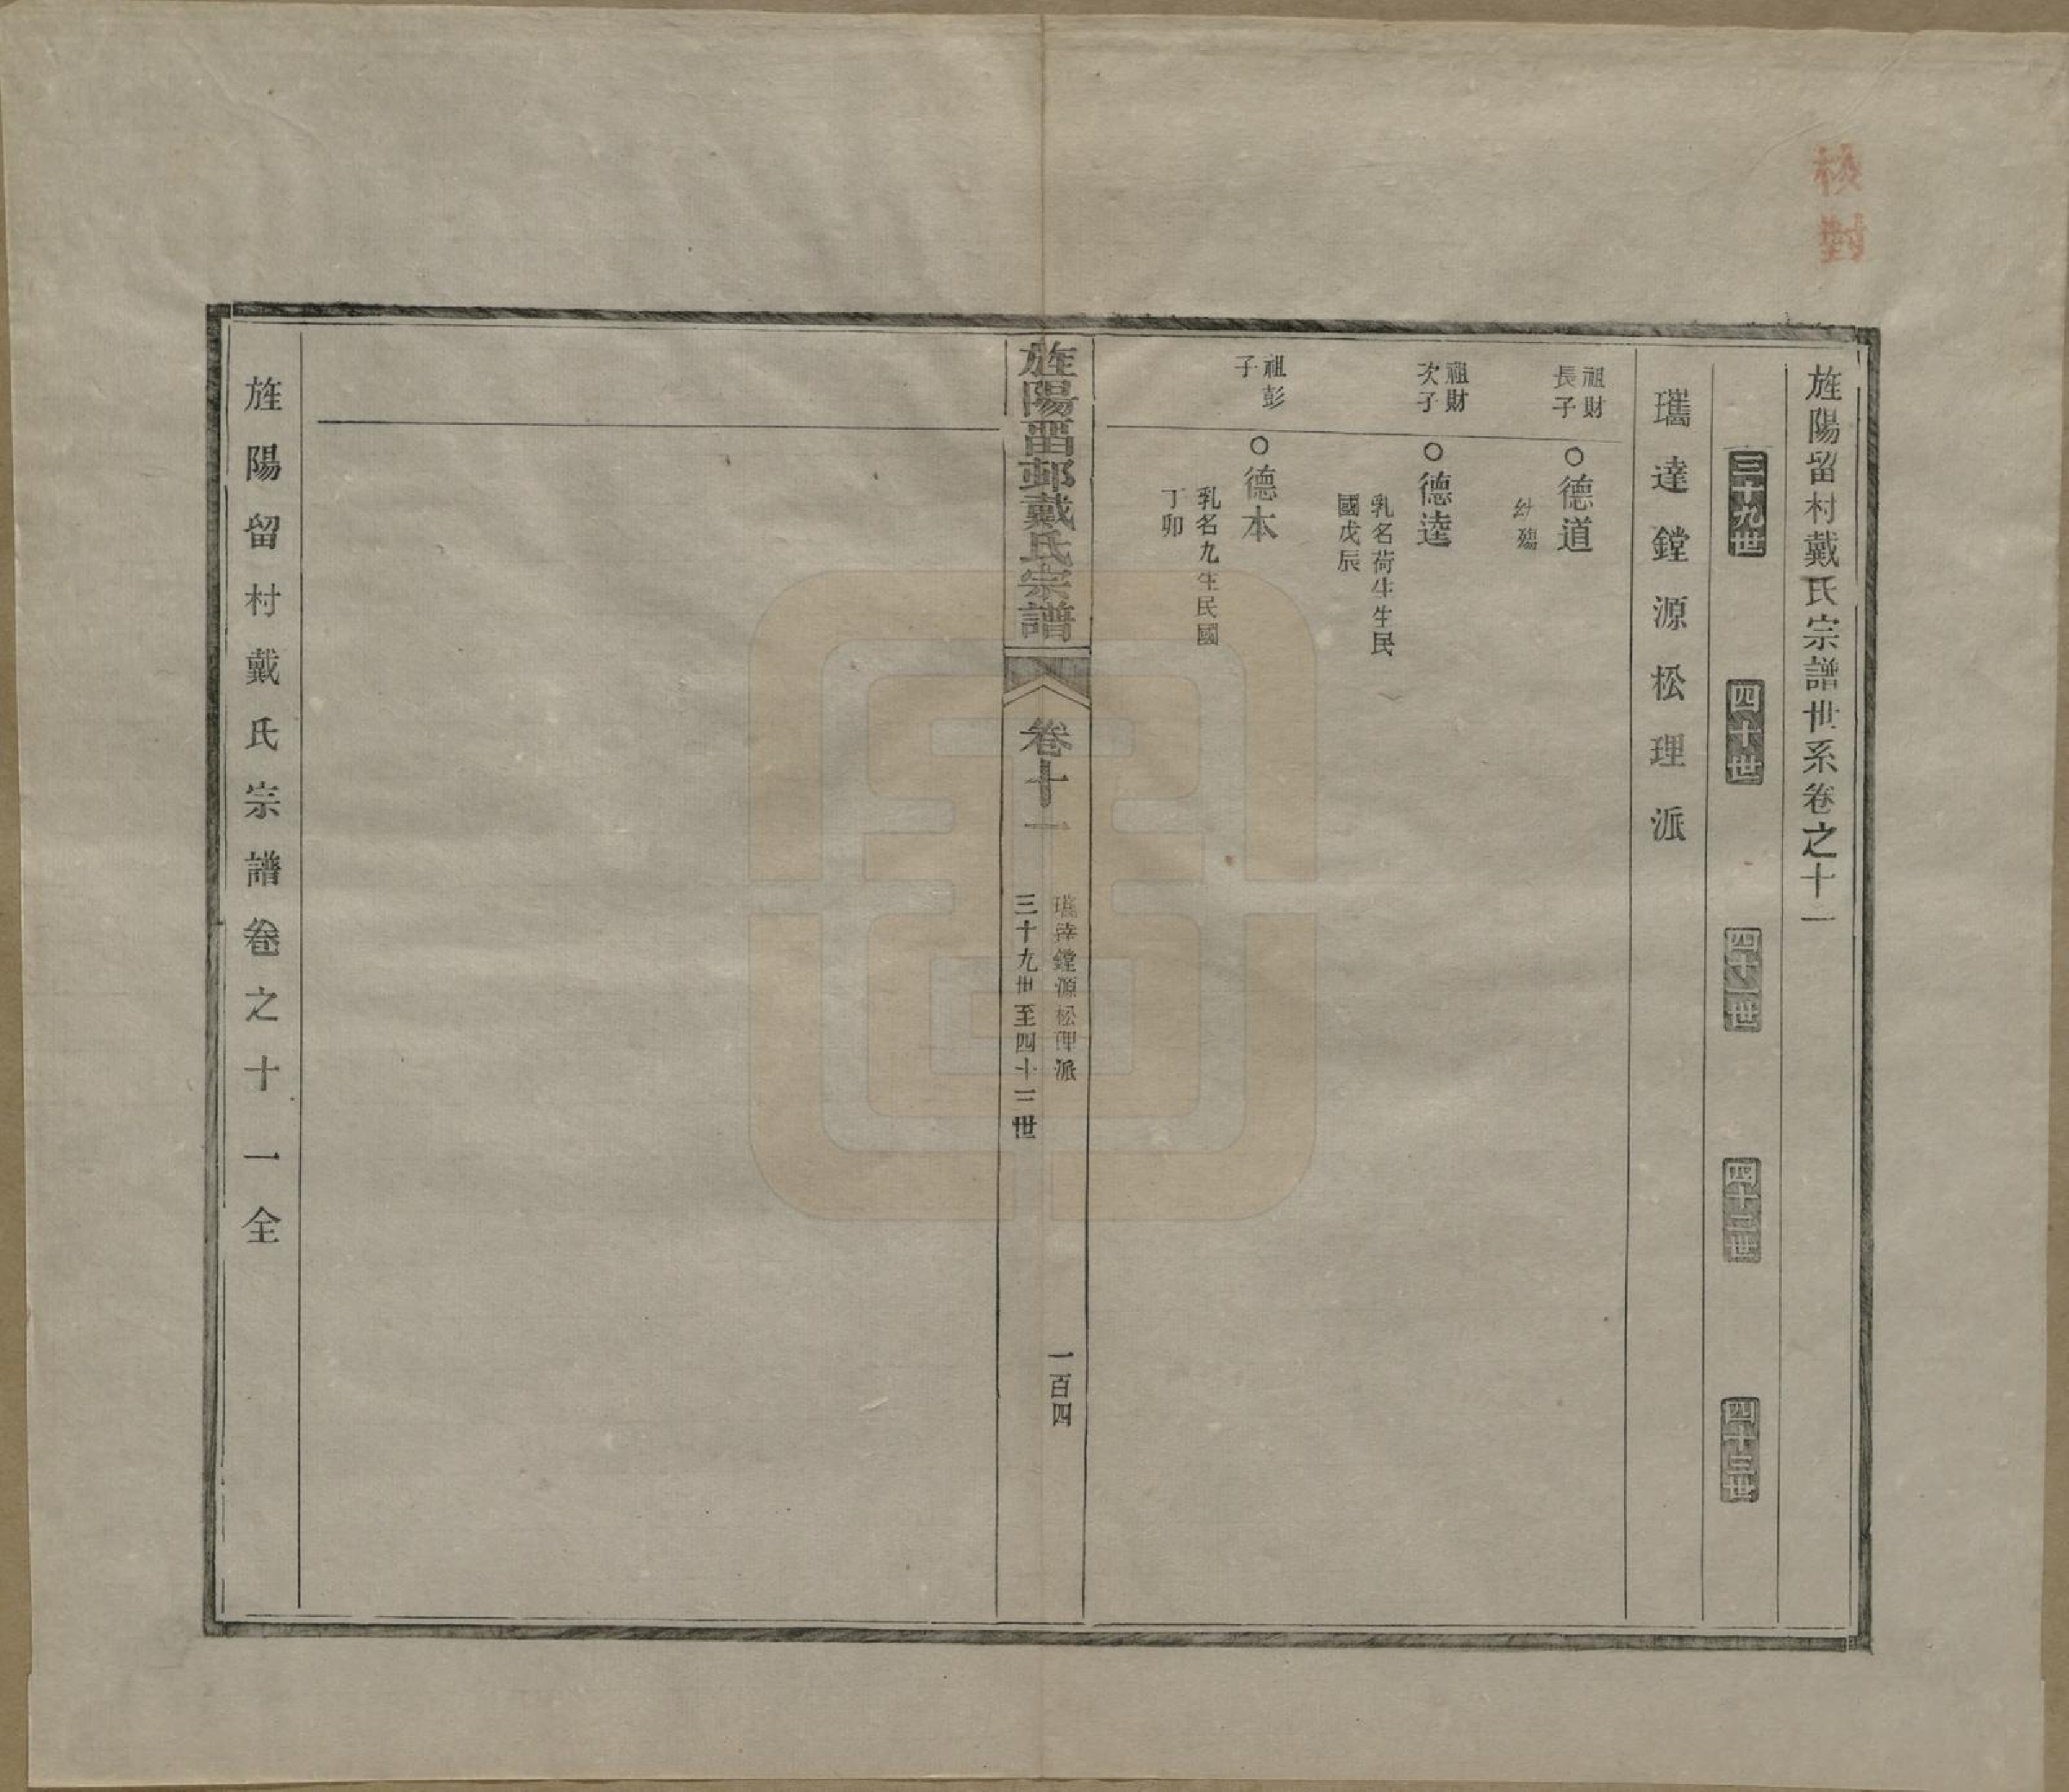 校對
旌陽留村戴氏宗譜世系卷之十一
三十九世
四十世
四十一世
四十二世
四十三世
瓗達鏜源松理派
祖財
長子
○德道
幼殤
祖財
次子
○德逵
乳名荷生生民
國戊辰
祖彭
子
○德本
乳名九生民國
丁卯
旌陽畱邨戴氏宗譜
卷十一
瓗達鏜源松理派
三十九世至四十三世
一百四
旌陽留村戴氏宗譜卷之十一全